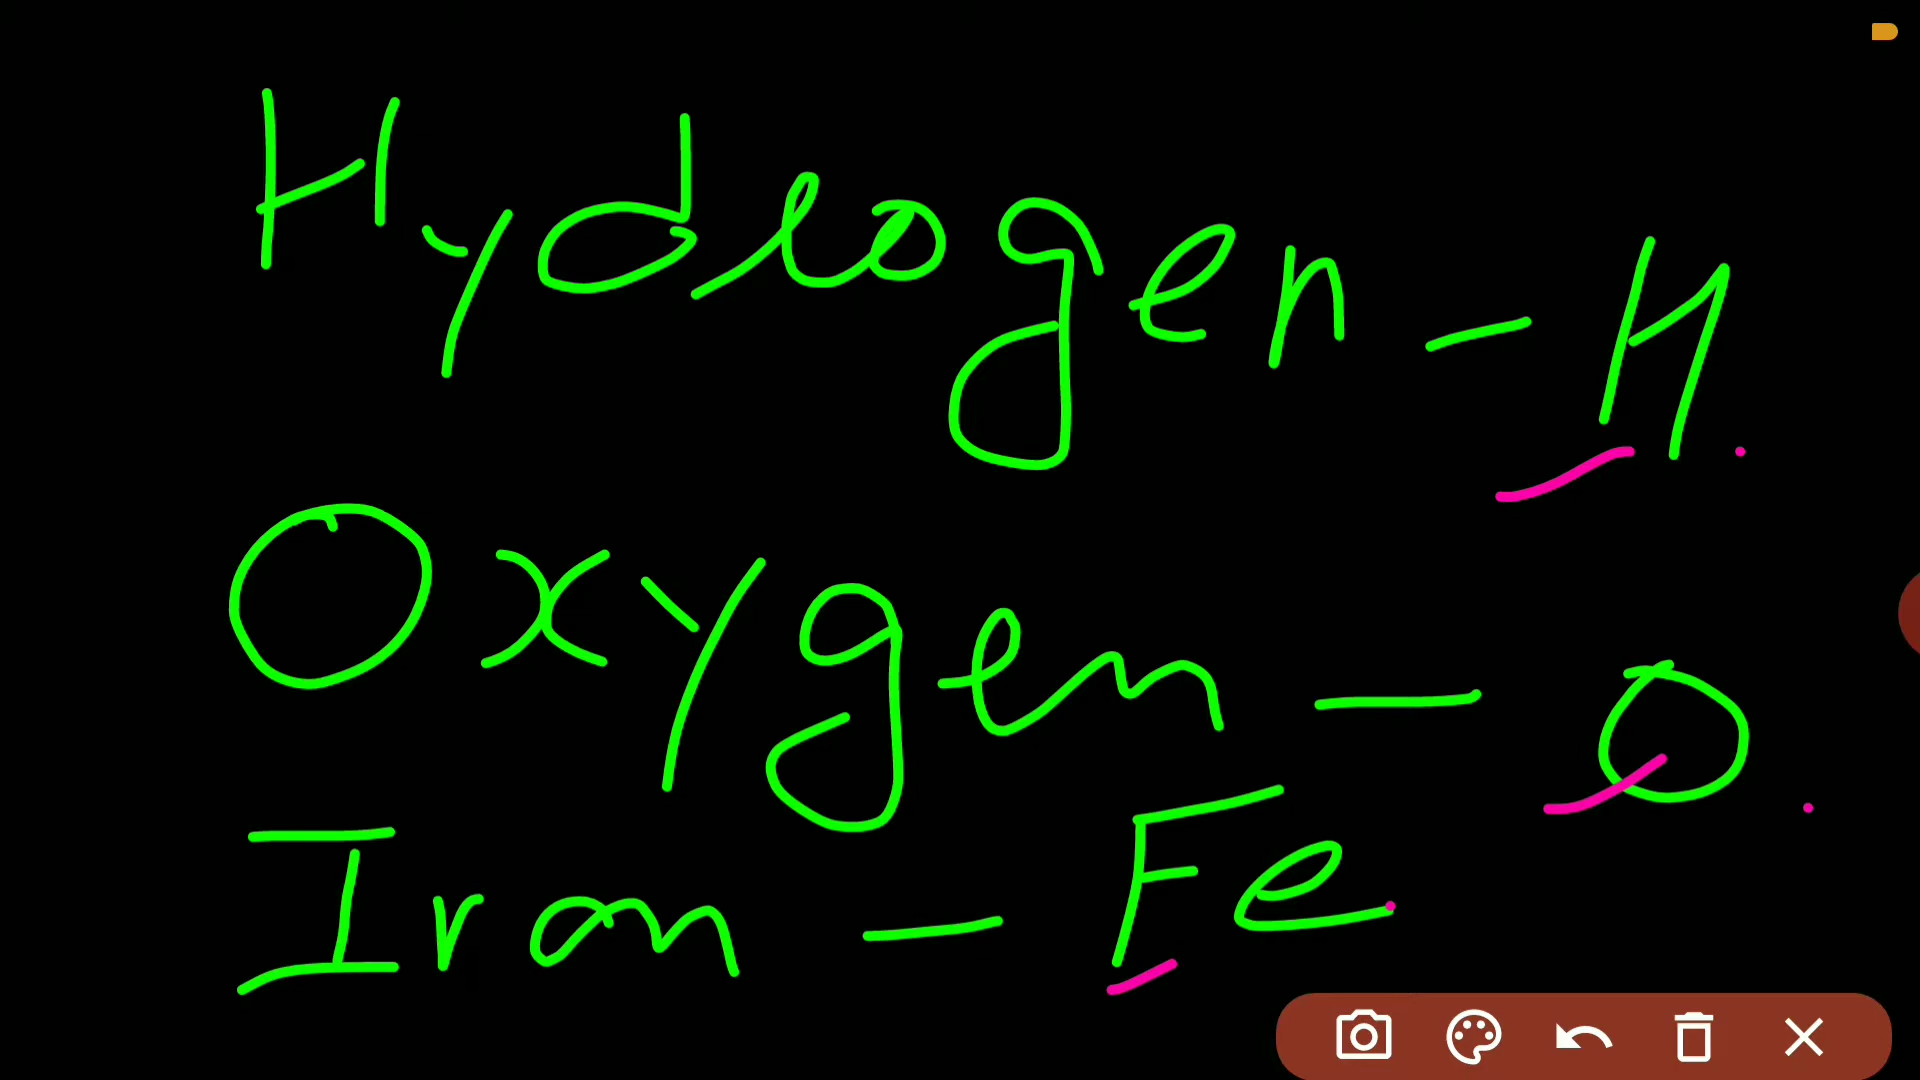 Hydrogen - H
Oxygen - O
Iron - Fe